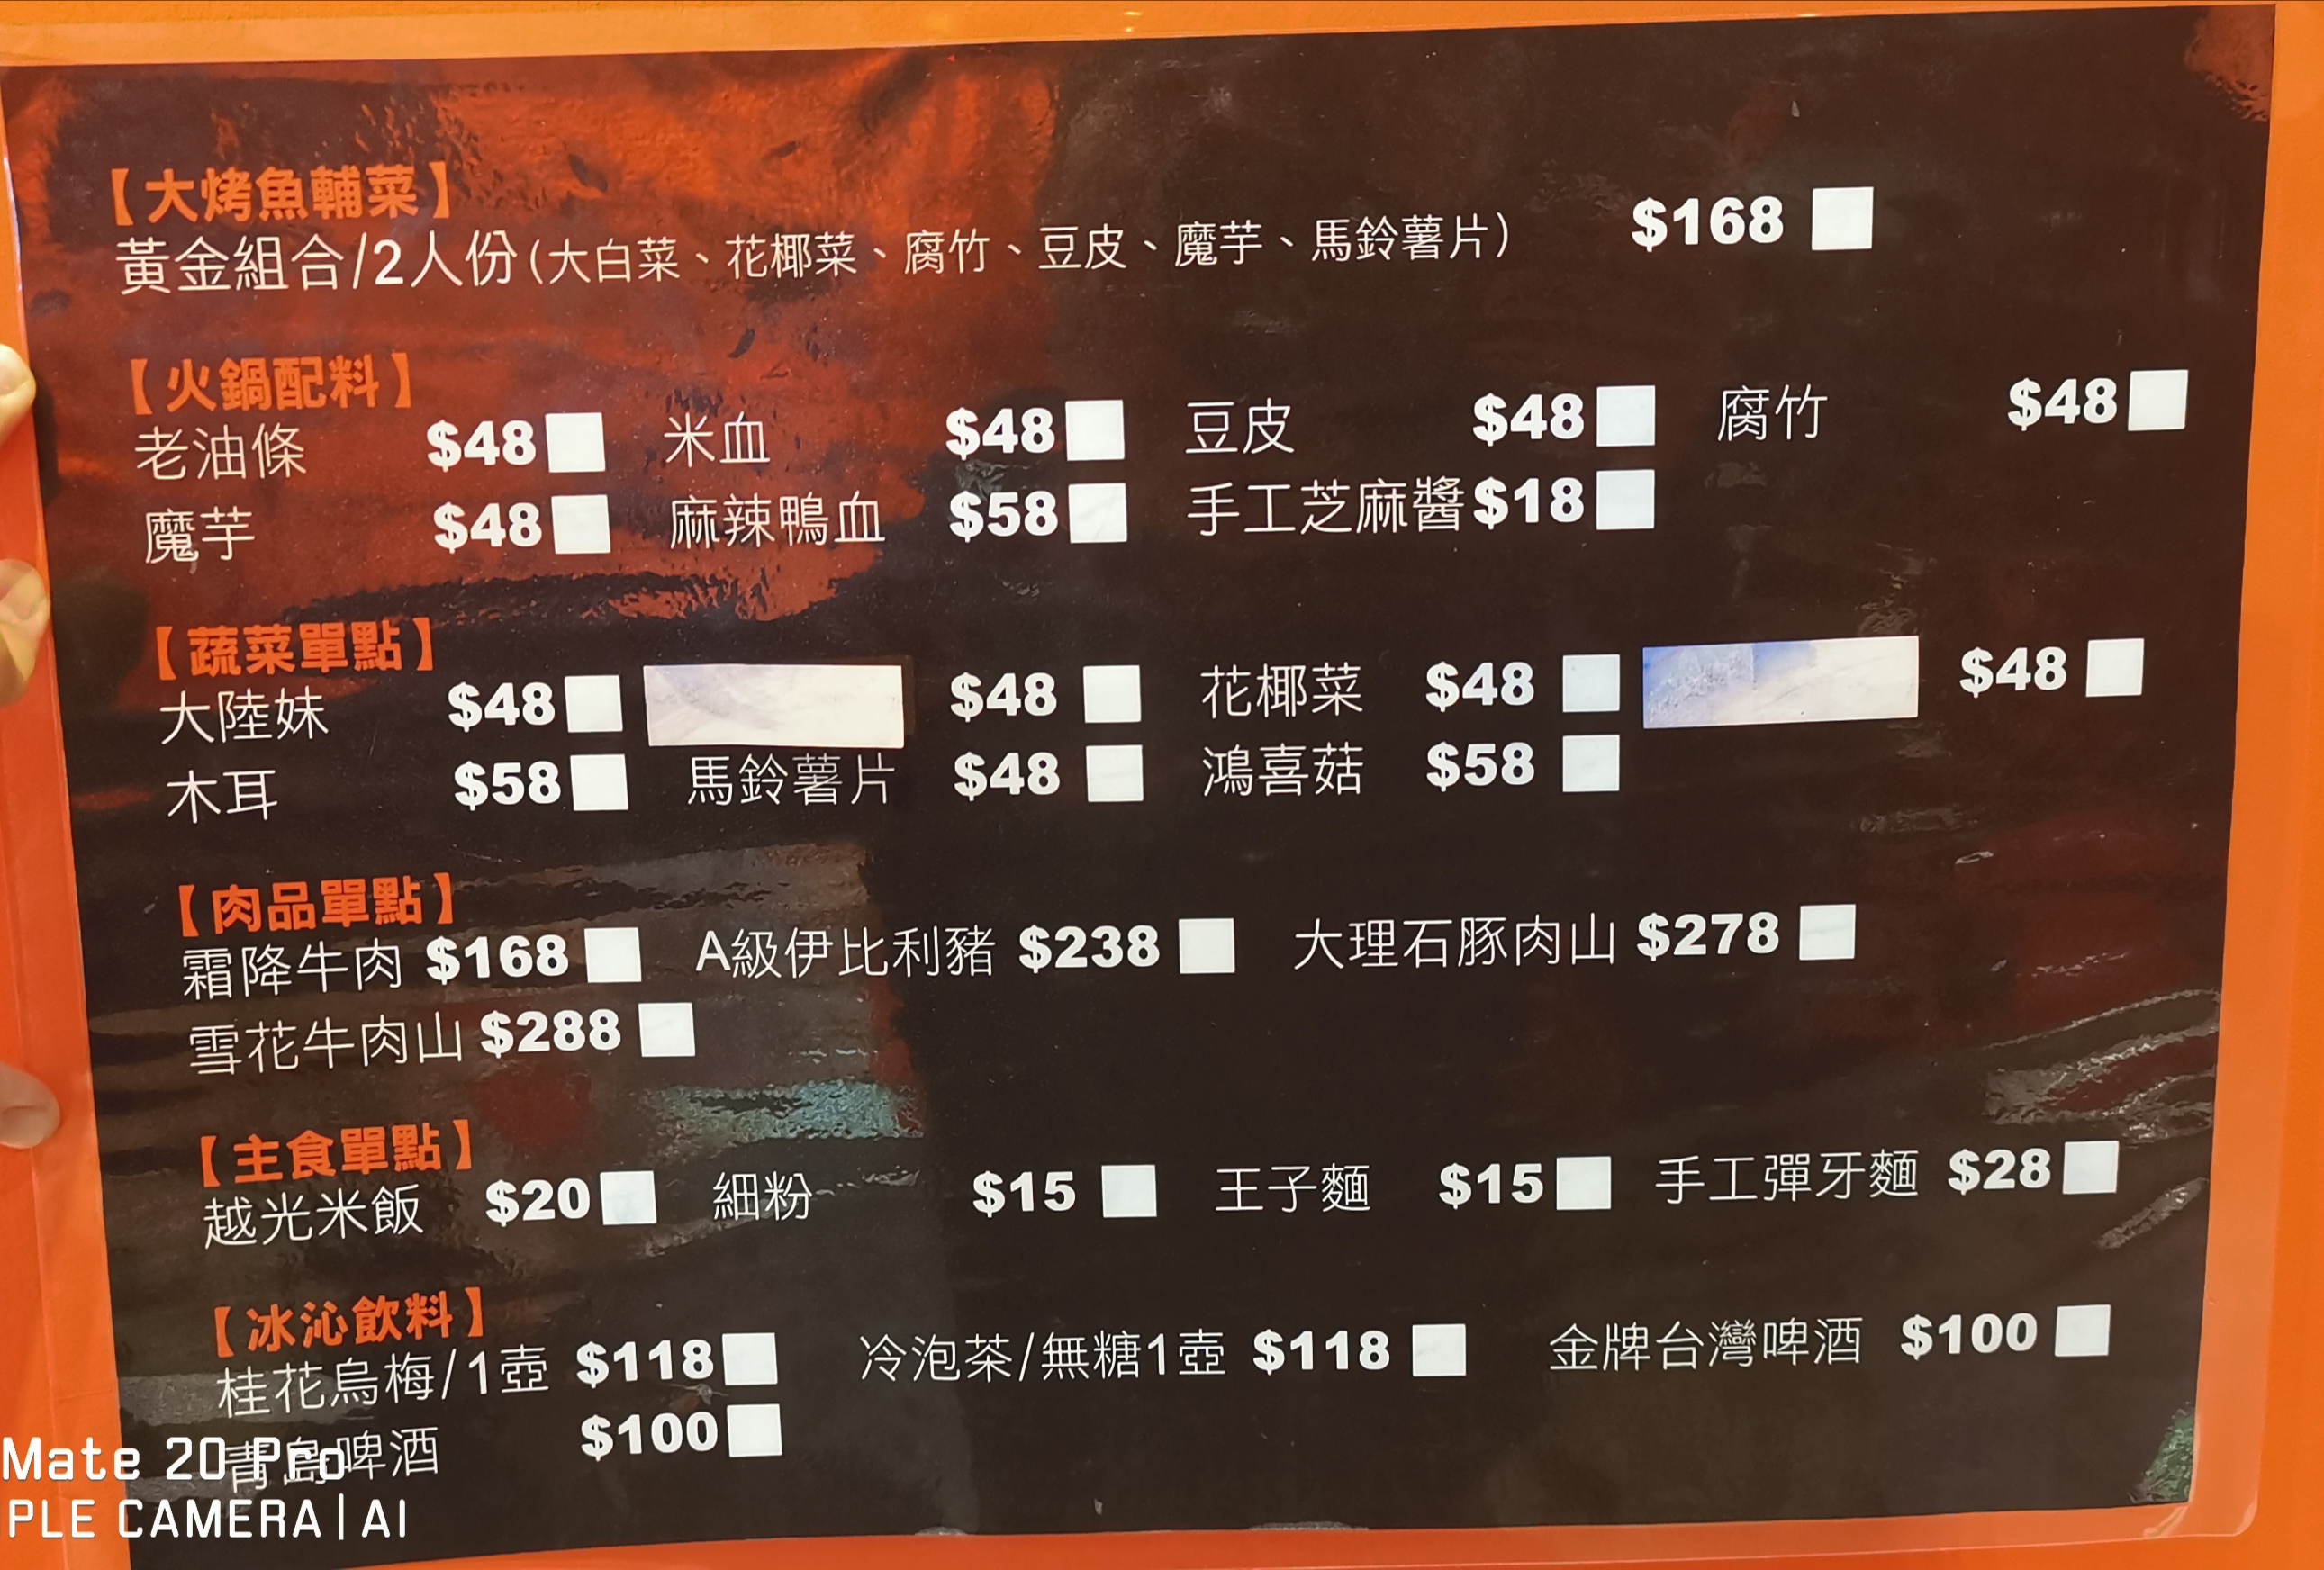 【大烤魚輔菜】
黃金組合/2人份(大白菜、花椰菜、腐竹、豆皮、魔芋、馬鈴薯片) $168
【火鍋配料】
老油條 $48 米血 $48 豆皮 $48 腐竹 $48
魔芋 $48 麻辣鴨血 $58 手工芝麻醬 $18
【蔬菜單點】
大陸妹 $48 $48 花椰菜 $48 $48
木耳 $58 馬鈴薯片 $48 鴻喜菇 $58
【肉品單點】
霜降牛肉 $168 A級伊比利豬 $238 大理石豚肉山 $278
雪花牛肉山 $288
【主食單點】
越光米飯 $20 細粉 $15 王子麵 $15 手工彈牙麵 $28
【冰沁飲料】
桂花烏梅/1壺 $118 冷泡茶/無糖1壺 $118 金牌台灣啤酒 $100
青島啤酒 $100
Mate 20 Pro
PLE CAMERA|AI